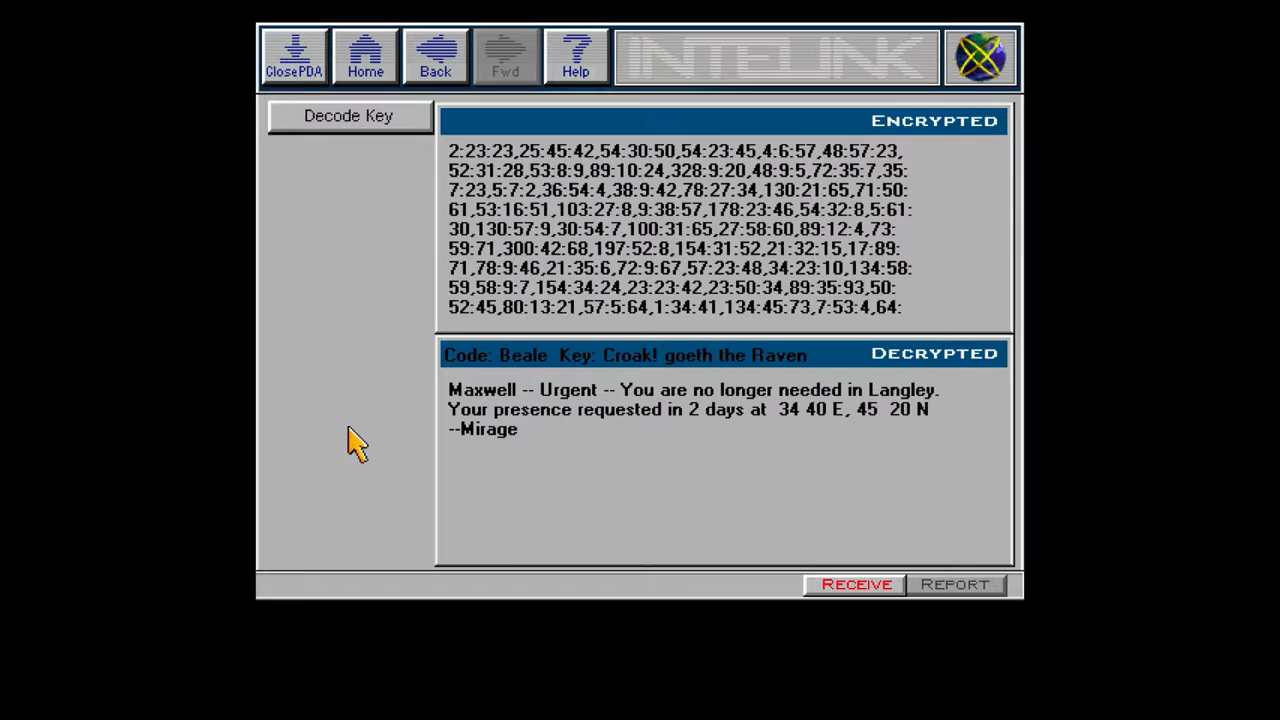 ClosePDA Home Back Fwd Help INTELINK
Decode Key
ENCRYPTED
2:23:23,25:45:42,54:30:50,54:23:45,4:6:57,48:57:23,
52:31:28,53:8:9,89:10:24,328:9:20,48:9:5,72:35:7,35:
7:23,5:7:2,36:54:4,38:9:42,78:27:34,130:21:65,71:50:
61,53:16:51,103:27:8,9:38:57,178:23:46,54:32:8,5:61:
30,130:57:9,30:54:7,100:31:65,27:58:60,89:12:4,73:
59:71,300:42:68,197:52:8,154:31:52,21:32:15,17:89:
71,78:9:46,21:35:6,72:9:67,57:23:48,34:23:10,134:58:
59,58:9:7,154:34:24,23:23:42,23:50:34,89:35:93,50:
52:45,80:13:21,57:5:64,1:34:41,134:45:73,7:53:4,64:
Code: Beale Key: Croak! goeth the Raven DECRYPTED
Maxwell -- Urgent -- You are no longer needed in Langley.
Your presence requested in 2 days at 34 40 E, 45 20 N
--Mirage
RECEIVE REPORT